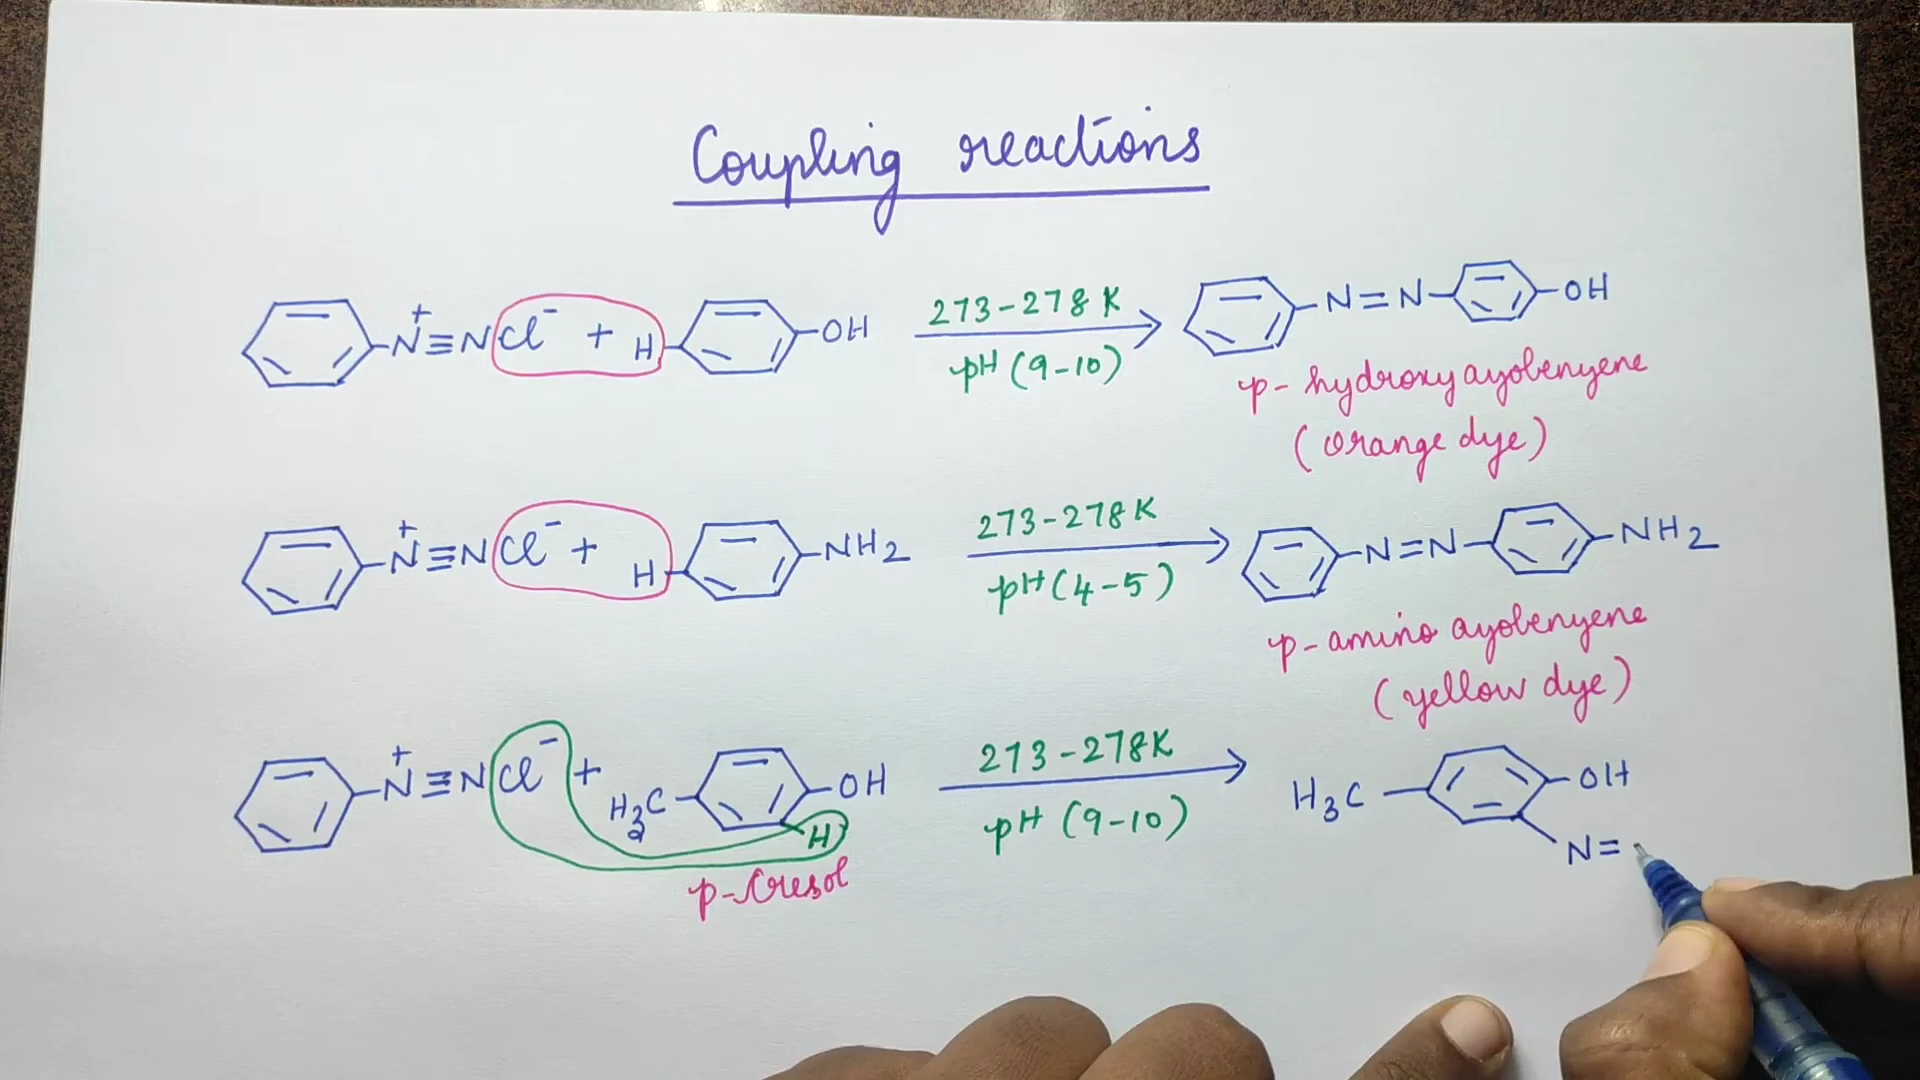 Coupling reactions
N⁺≡NCl⁻ + H OH 273-278 K pH (9-10) N=N OH
p- hydroxy azobenzene
(orange dye)
N⁺≡NCl⁻ + H NH2 273-278K pH (4-5) N=N NH2
p-amino azobenzene
(yellow dye)
N⁺≡NCl⁻ + H3C OH H 273-278K pH (9-10) H3C OH
N=
p-Cresol